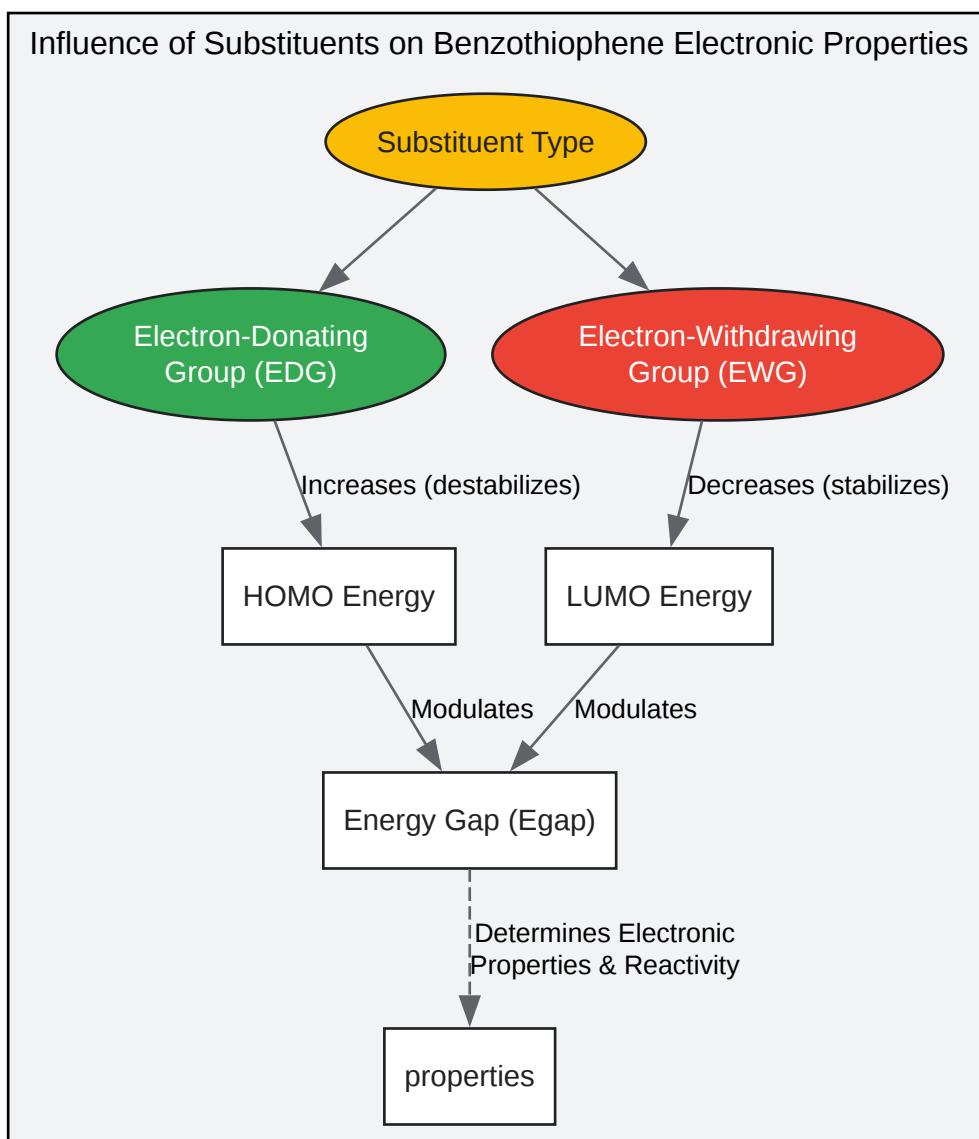 Influence of Substituents on Benzothiophene Electronic Properties
Substituent Type
Electron-Donating
Group (EDG)
Electron-Withdrawing
Group (EWG)
Increases (destabilizes)
Decreases (stabilizes)
HOMO Energy
LUMO Energy
Modulates
Modulates
Energy Gap (Egap)
Determines Electronic
Properties & Reactivity
properties